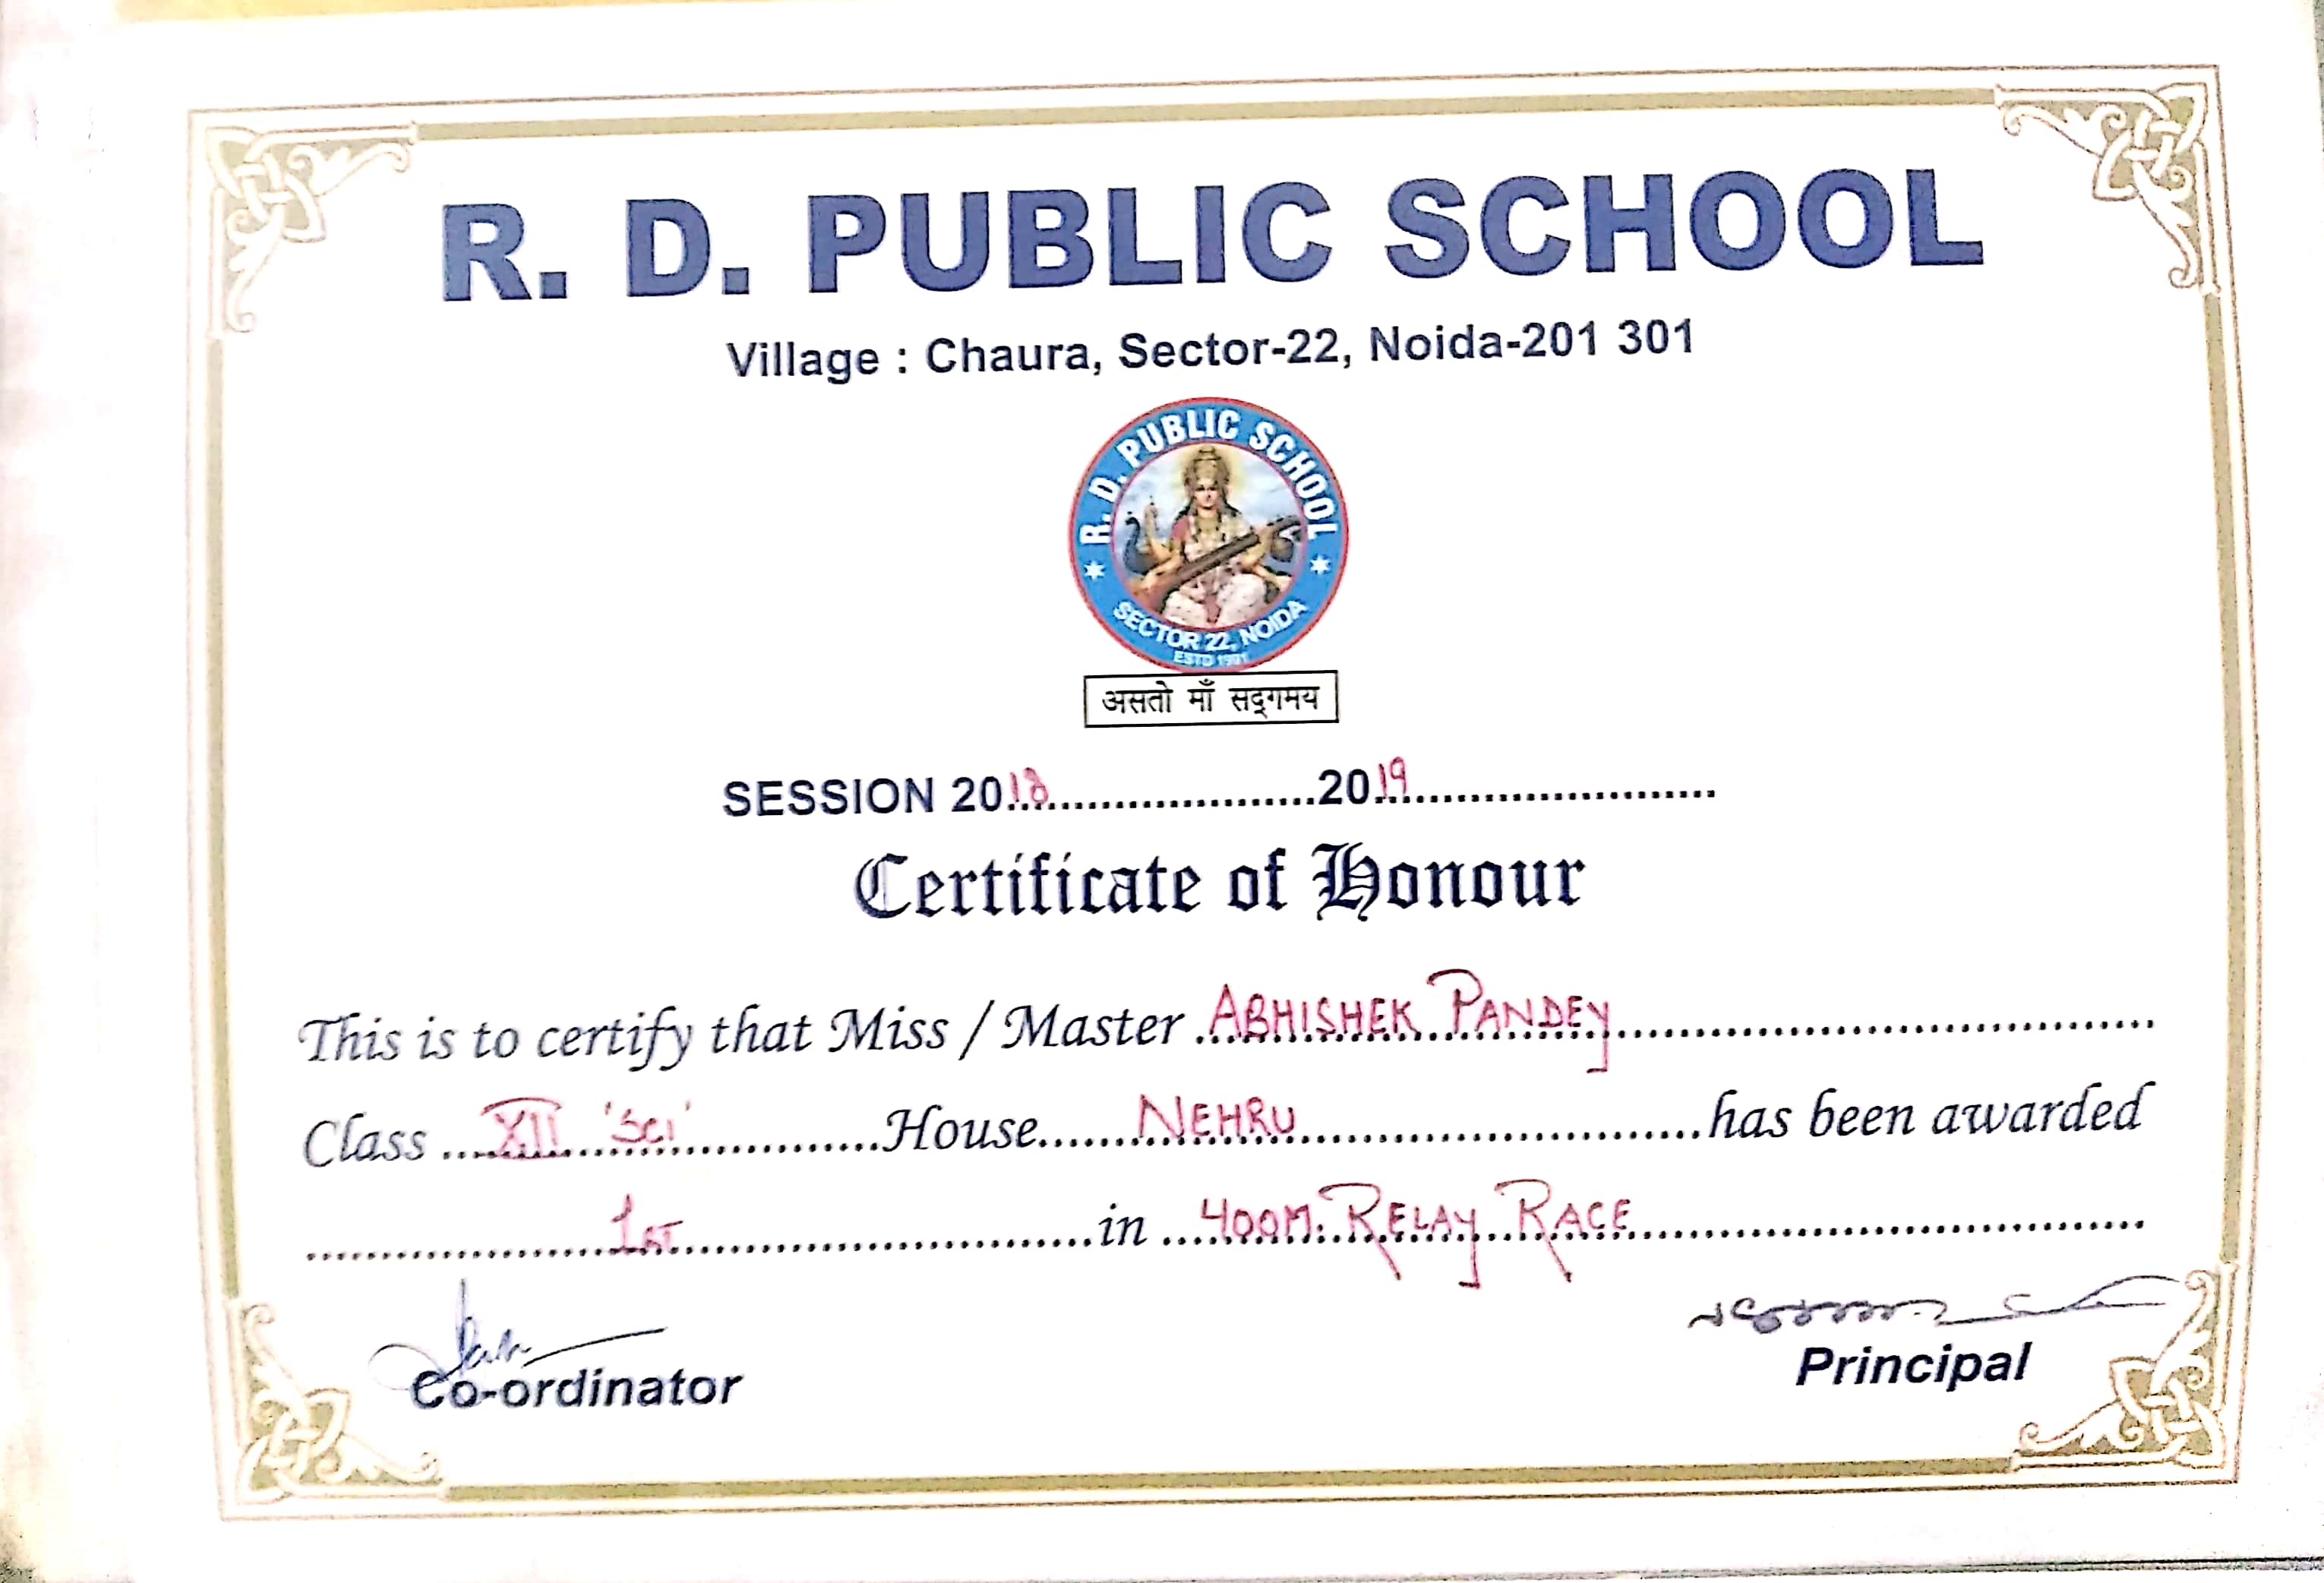 R. D. PUBLIC SCHOOL
Village : Chaura, Sector-22, Noida-201 301
R. D. PUBLIC SCHOOL
SECTOR 22, NOIDA
ESTD 1991
असतो माँ सद्गमय
SESSION 2018......................2019..........................
Certificate of Honour
This is to certify that Miss / Master ABHISHEK PANDEY
Class XII 'Sci' House NEHRU has been awarded
1ST in 400M. RELAY RACE
Co-ordinator
Principal